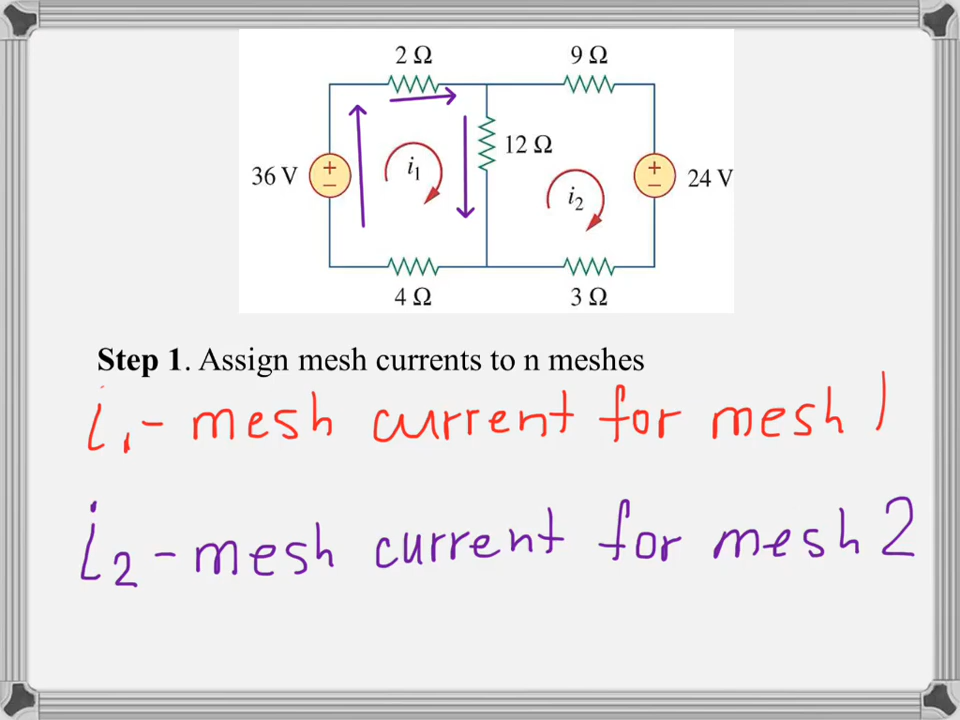 2 Ω 9 Ω
36 V + − i1 12 Ω i2 + − 24 V
4 Ω 3 Ω
Step 1. Assign mesh currents to n meshes
i1 - mesh current for mesh 1
i2 - mesh current for mesh 2